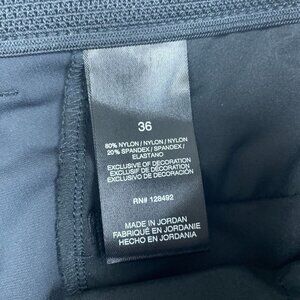 36
80% NYLON / NYLON / NYLON
20% SPANDEX / SPANDEX /
ELASTANO
EXCLUSIVE OF DECORATION
EXCLUSIF DE DÉCORATION
EXCLUSIVO DE DECORACIÓN
RN# 128492
MADE IN JORDAN
FABRIQUÉ EN JORDANIE
HECHO EN JORDANIA